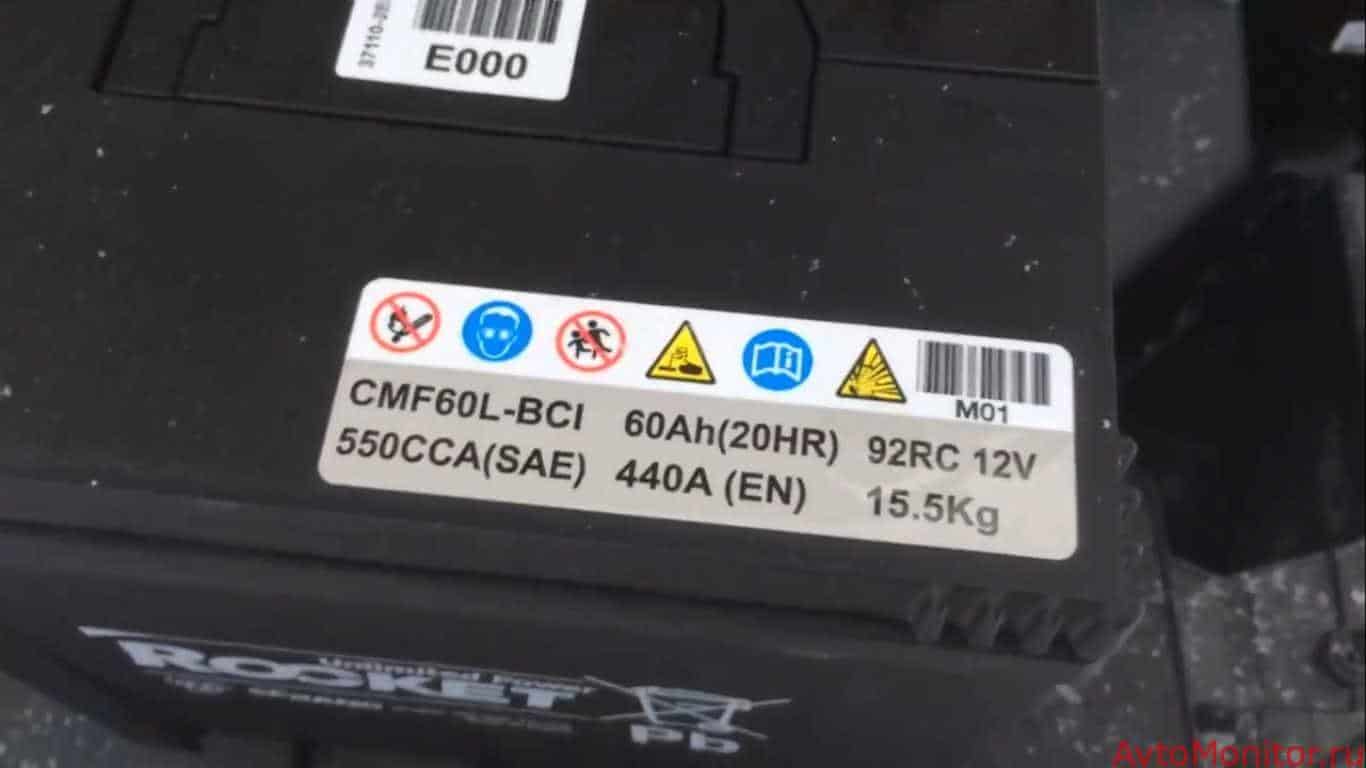 E000
M01
CMF60L-BCI 60Ah(20HR) 92RC 12V
550CCA(SAE) 440A (EN) 15.5Kg
ROCKET
Pb
AvtoMonitor.ru